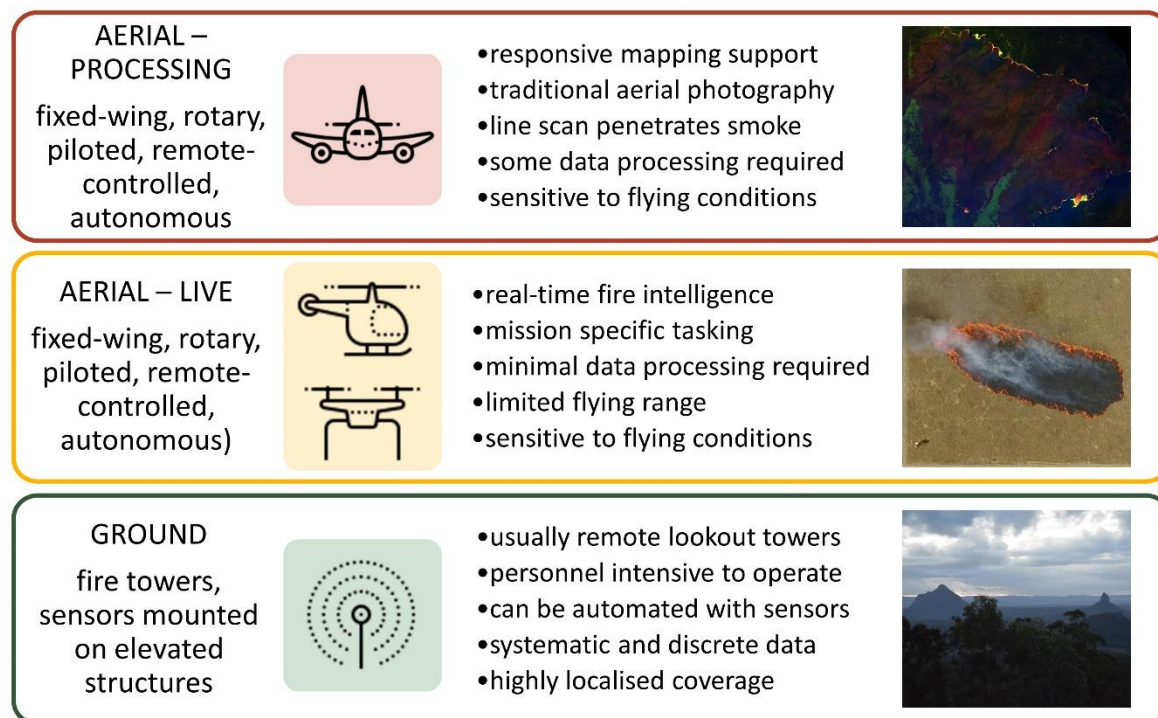 AERIAL –
PROCESSING
fixed-wing, rotary,
piloted, remote-
controlled,
autonomous
•responsive mapping support
•traditional aerial photography
•line scan penetrates smoke
•some data processing required
•sensitive to flying conditions
AERIAL – LIVE
fixed-wing, rotary,
piloted, remote-
controlled,
autonomous)
•real-time fire intelligence
•mission specific tasking
•minimal data processing required
•limited flying range
•sensitive to flying conditions
GROUND
fire towers,
sensors mounted
on elevated
structures
•usually remote lookout towers
•personnel intensive to operate
•can be automated with sensors
•systematic and discrete data
•highly localised coverage